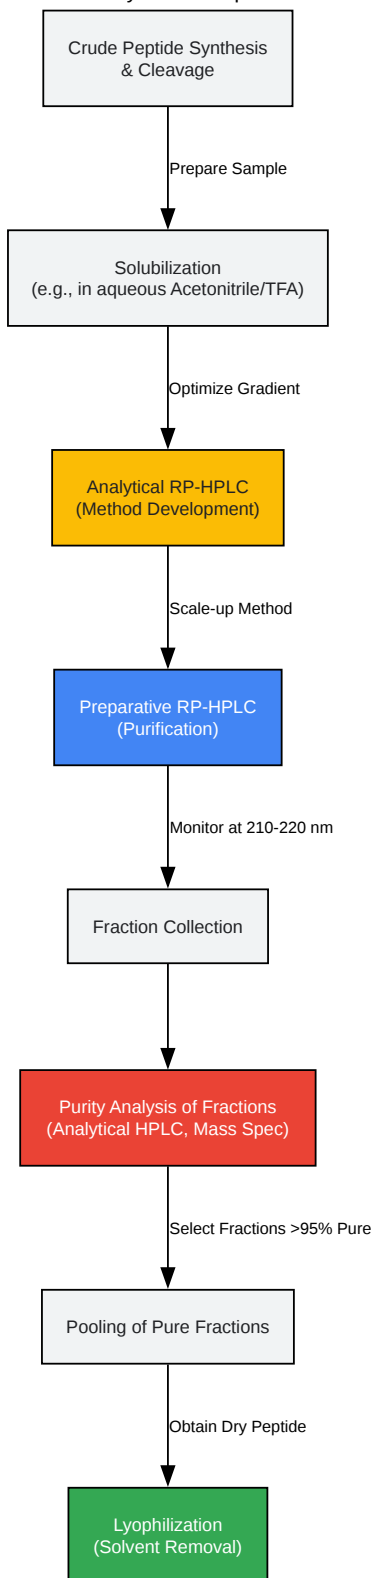 Crude Peptide Synthesis
& Cleavage
Prepare Sample
Solubilization
(e.g., in aqueous Acetonitrile/TFA)
Optimize Gradient
Analytical RP-HPLC
(Method Development)
Scale-up Method
Preparative RP-HPLC
(Purification)
Monitor at 210-220 nm
Fraction Collection
Purity Analysis of Fractions
(Analytical HPLC, Mass Spec)
Select Fractions >95% Pure
Pooling of Pure Fractions
Obtain Dry Peptide
Lyophilization
(Solvent Removal)